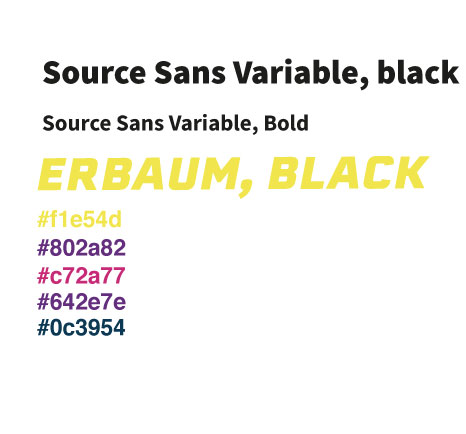 Source Sans Variable, black
Source Sans Variable, Bold
ERBAUM, BLACK
#f1e54d
#802a82
#c72a77
#642e7e
#0c3954